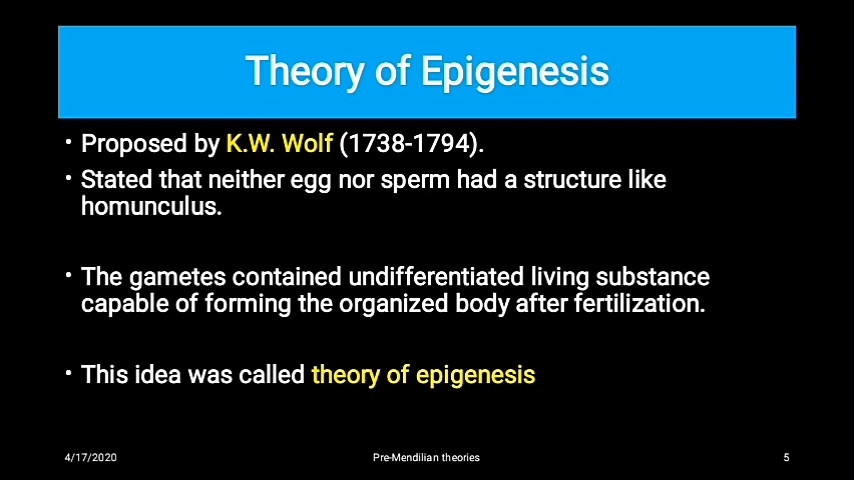 Theory of Epigenesis
• Proposed by K.W. Wolf (1738-1794).
• Stated that neither egg nor sperm had a structure like
homunculus.
• The gametes contained undifferentiated living substance
capable of forming the organized body after fertilization.
• This idea was called theory of epigenesis
4/17/2020
Pre-Mendilian theories
5